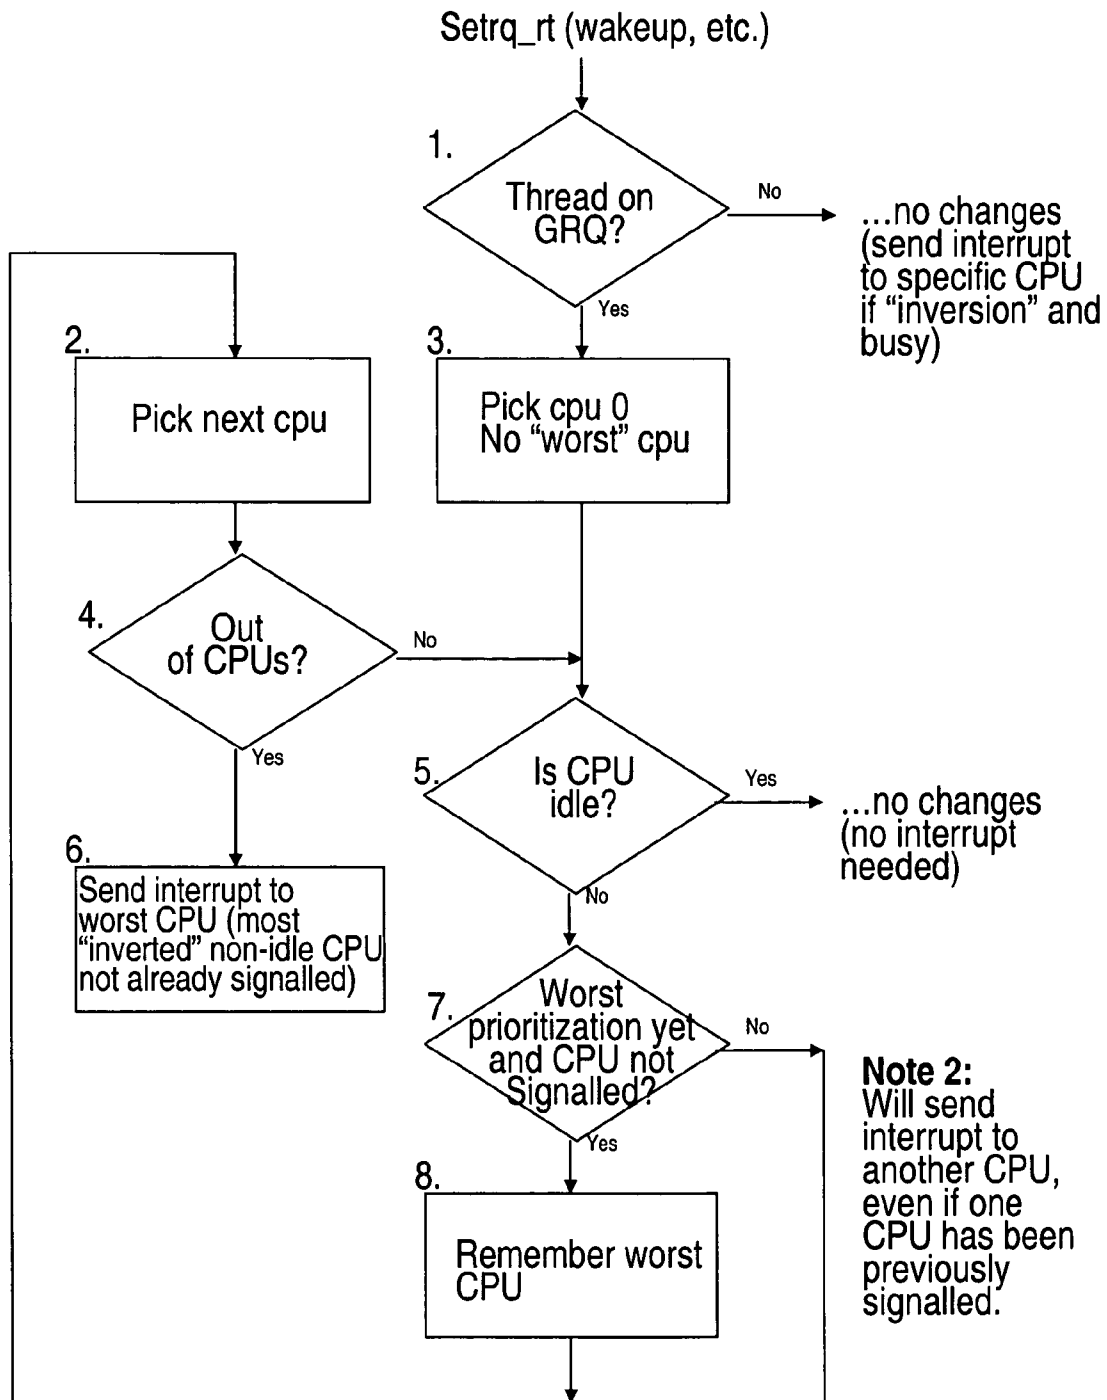 Setrq_rt (wakeup, etc.)
1.
Thread on
GRQ?
No
...no changes
(send interrupt
to specific CPU
if “inversion” and
busy)
Yes
2.
Pick next cpu
3.
Pick cpu 0
No “worst” cpu
4.
Out
of CPUs?
No
Yes
5.
Is CPU
idle?
Yes
...no changes
(no interrupt
needed)
No
6.
Send interrupt to
worst CPU (most
“inverted” non-idle CPU
not already signalled)
7.
Worst
prioritization yet
and CPU not
Signalled?
No
Yes
Note 2:
Will send
interrupt to
another CPU,
even if one
CPU has been
previously
signalled.
8.
Remember worst
CPU